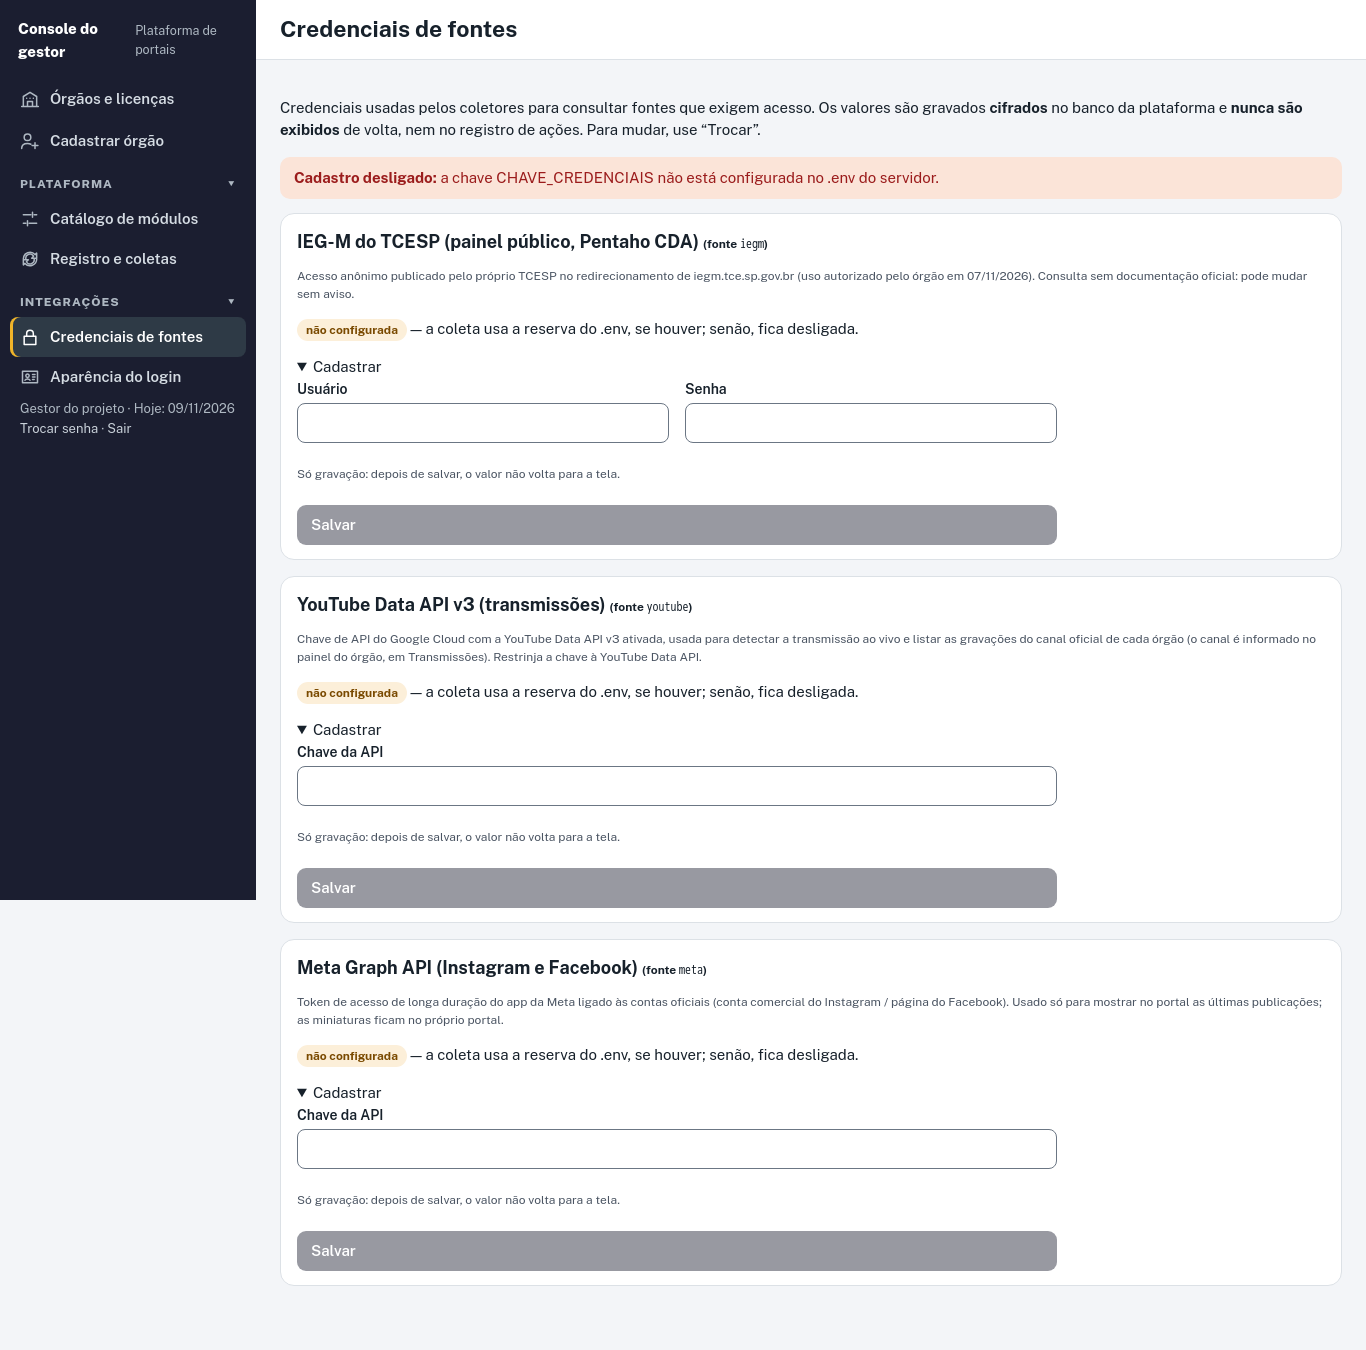 Console do
gestor
Plataforma de
portais
Órgãos e licenças
Cadastrar órgão
PLATAFORMA ▼
Catálogo de módulos
Registro e coletas
INTEGRAÇÕES ▼
Credenciais de fontes
Aparência do login
Gestor do projeto · Hoje: 09/11/2026
Trocar senha · Sair
Credenciais de fontes
Credenciais usadas pelos coletores para consultar fontes que exigem acesso. Os valores são gravados cifrados no banco da plataforma e nunca são
exibidos de volta, nem no registro de ações. Para mudar, use “Trocar”.
Cadastro desligado: a chave CHAVE_CREDENCIAIS não está configurada no .env do servidor.
IEG-M do TCESP (painel público, Pentaho CDA) (fonte iegm)
Acesso anônimo publicado pelo próprio TCESP no redirecionamento de iegm.tce.sp.gov.br (uso autorizado pelo órgão em 07/11/2026). Consulta sem documentação oficial: pode mudar
sem aviso.
não configurada — a coleta usa a reserva do .env, se houver; senão, fica desligada.
▼ Cadastrar
Usuário Senha
Só gravação: depois de salvar, o valor não volta para a tela.
Salvar
YouTube Data API v3 (transmissões) (fonte youtube)
Chave de API do Google Cloud com a YouTube Data API v3 ativada, usada para detectar a transmissão ao vivo e listar as gravações do canal oficial de cada órgão (o canal é informado no
painel do órgão, em Transmissões). Restrinja a chave à YouTube Data API.
não configurada — a coleta usa a reserva do .env, se houver; senão, fica desligada.
▼ Cadastrar
Chave da API
Só gravação: depois de salvar, o valor não volta para a tela.
Salvar
Meta Graph API (Instagram e Facebook) (fonte meta)
Token de acesso de longa duração do app da Meta ligado às contas oficiais (conta comercial do Instagram / página do Facebook). Usado só para mostrar no portal as últimas publicações;
as miniaturas ficam no próprio portal.
não configurada — a coleta usa a reserva do .env, se houver; senão, fica desligada.
▼ Cadastrar
Chave da API
Só gravação: depois de salvar, o valor não volta para a tela.
Salvar